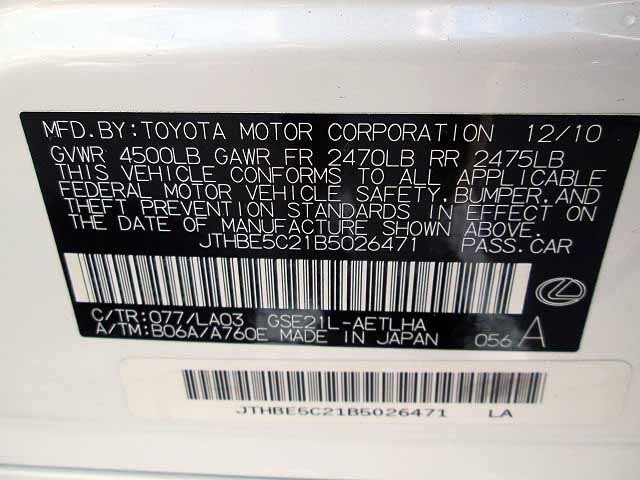 MFD.BY:TOYOTA MOTOR CORPORATION 12/10
GVWR 4500LB GAWR FR 2470LB RR 2475LB
THIS VEHICLE CONFORMS TO ALL APPLICABLE
FEDERAL MOTOR VEHICLE SAFETY,BUMPER,AND
THEFT PREVENTION STANDARDS IN EFFECT ON
THE DATE OF MANUFACTURE SHOWN ABOVE.
JTHBE5C21B5026471 PASS.CAR
C/TR:077/LA03 GSE21L-AETLHA
A/TM:B06A/A760E MADE IN JAPAN 056 A
JTHBE5C21B5026471 LA